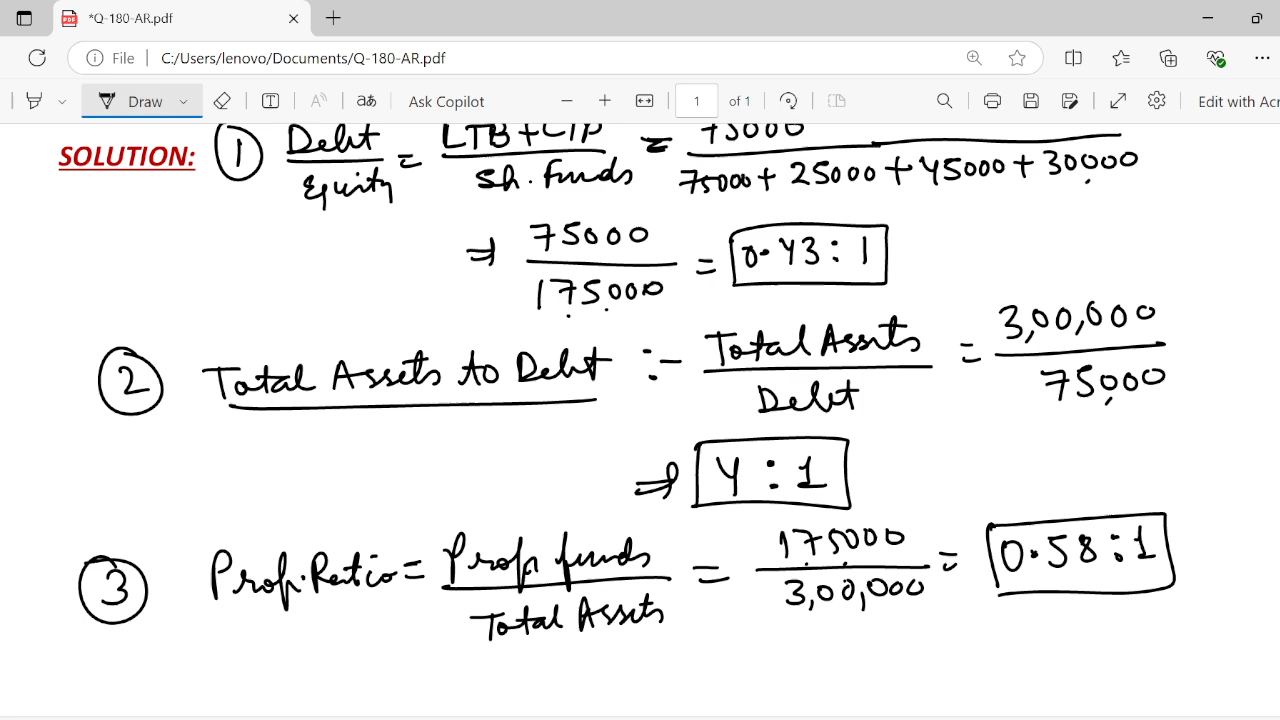 *Q-180-AR.pdf
File | C:/Users/lenovo/Documents/Q-180-AR.pdf
Draw Ask Copilot 1 of 1 Edit with Acr
SOLUTION: 1 Debt / Equity = LTB + LTP / Sh. Funds = 75000 / 75000 + 25000 + 45000 + 30000
⇒ 75000 / 175000 = 0.43 : 1
2 Total Assets to Debt :- Total Assets / Debt = 3,00,000 / 75000
⇒ 4 : 1
3 Prop. Ratio = Prop. funds / Total Assets = 175000 / 3,00,000 = 0.58 : 1